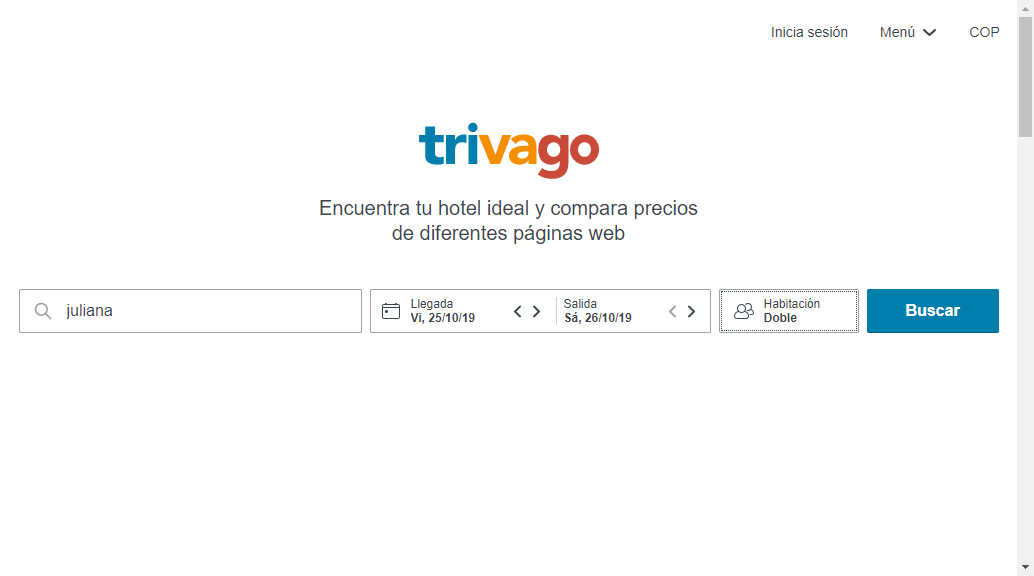 Inicia sesión Menú COP
trivago
Encuentra tu hotel ideal y compara precios
de diferentes páginas web
juliana
Llegada
Vi, 25/10/19
Salida
Sá, 26/10/19
Habitación
Doble
Buscar